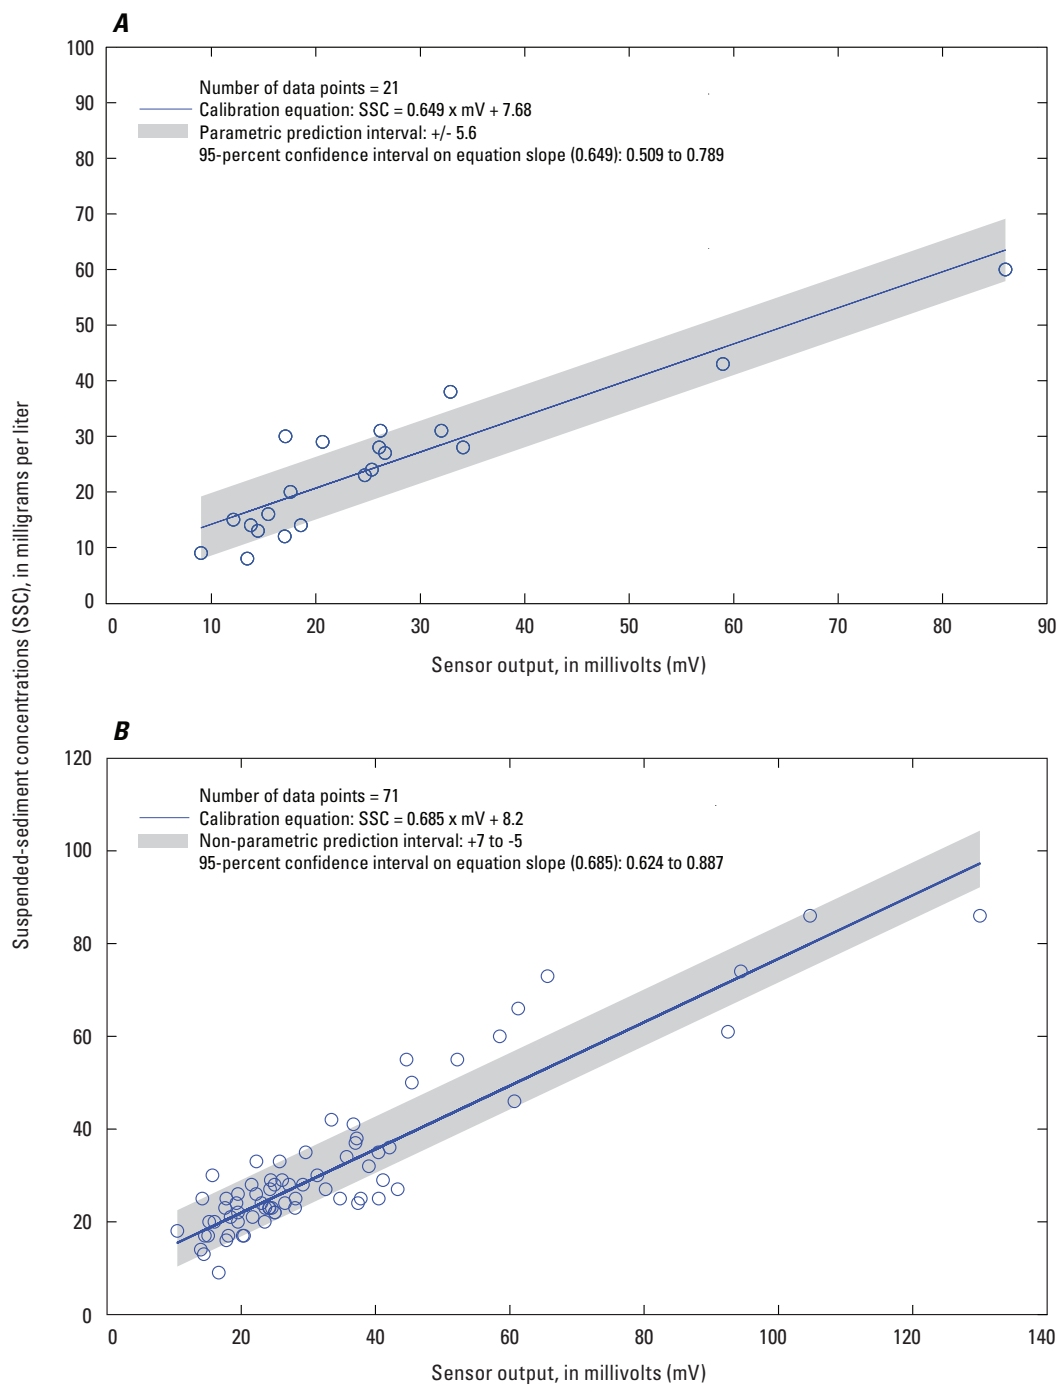 A
100
90
80
70
60
50
40
30
20
10
0
Number of data points = 21
Calibration equation: SSC = 0.649 x mV + 7.68
Parametric prediction interval: +/- 5.6
95-percent confidence interval on equation slope (0.649): 0.509 to 0.789
0 10 20 30 40 50 60 70 80 90
Sensor output, in millivolts (mV)
Suspended-sediment concentrations (SSC), in milligrams per liter
B
120
100
80
60
40
20
0
Number of data points = 71
Calibration equation: SSC = 0.685 x mV + 8.2
Non-parametric prediction interval: +7 to -5
95-percent confidence interval on equation slope (0.685): 0.624 to 0.887
0 20 40 60 80 100 120 140
Sensor output, in millivolts (mV)